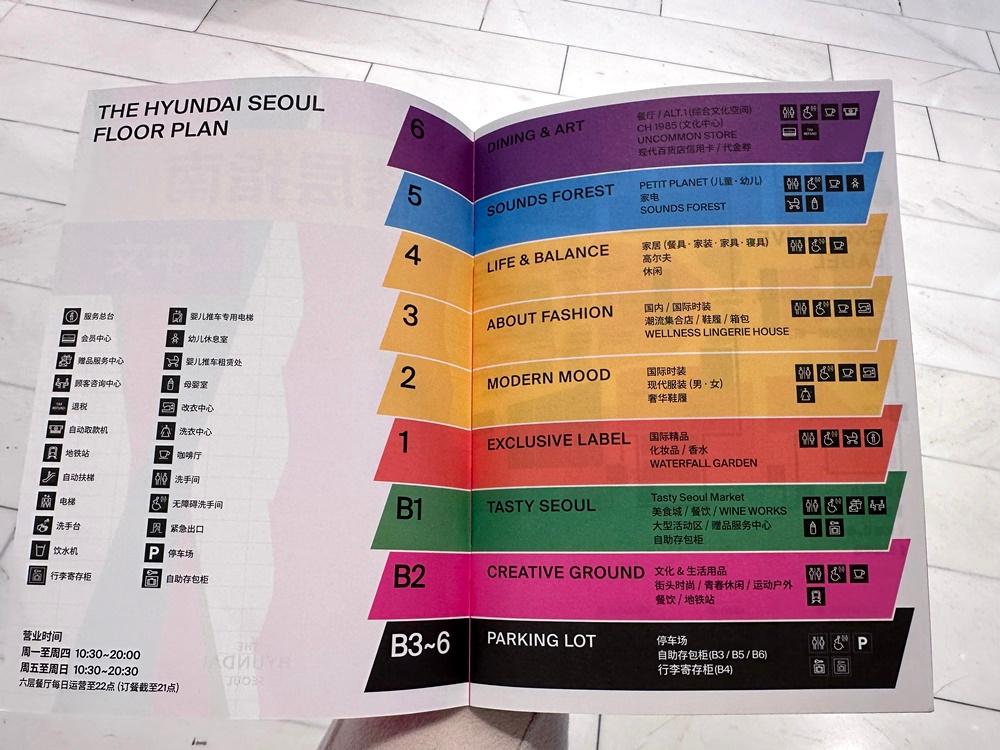 THE HYUNDAI SEOUL
FLOOR PLAN
服务总台
会员中心
赠品服务中心
顾客咨询中心
TAX REFUND 退税
自动取款机
地铁站
自动扶梯
电梯
洗手台
饮水机
行李寄存柜
婴儿推车专用电梯
幼儿休息室
婴儿推车租赁处
母婴室
改衣中心
洗衣中心
咖啡厅
洗手间
无障碍洗手间
紧急出口
P 停车场
自助存包柜
营业时间
周一至周四 10:30~20:00
周五至周日 10:30~20:30
六层餐厅每日运营至22点 (订餐截至21点)
6 DINING & ART
餐厅 / ALT.1 (综合文化空间)
CH 1985 (文化中心)
UNCOMMON STORE
现代百货店信用卡 / 代金券
TAX REFUND
5 SOUNDS FOREST
PETIT PLANET (儿童 · 幼儿)
家电
SOUNDS FOREST
4 LIFE & BALANCE
家居 (餐具 · 家装 · 家具 · 寝具)
高尔夫
休闲
3 ABOUT FASHION
国内 / 国际时装
潮流集合店 / 鞋履 / 箱包
WELLNESS LINGERIE HOUSE
2 MODERN MOOD
国际时装
现代服装 (男 · 女)
奢华鞋履
1 EXCLUSIVE LABEL
国际精品
化妆品 / 香水
WATERFALL GARDEN
B1 TASTY SEOUL
Tasty Seoul Market
美食城 / 餐饮 / WINE WORKS
大型活动区 / 赠品服务中心
自助存包柜
B2 CREATIVE GROUND
文化 & 生活用品
街头时尚 / 青春休闲 / 运动户外
餐饮 / 地铁站
B3~6 PARKING LOT
停车场
自助存包柜(B3 / B5 / B6)
行李寄存柜(B4)
P